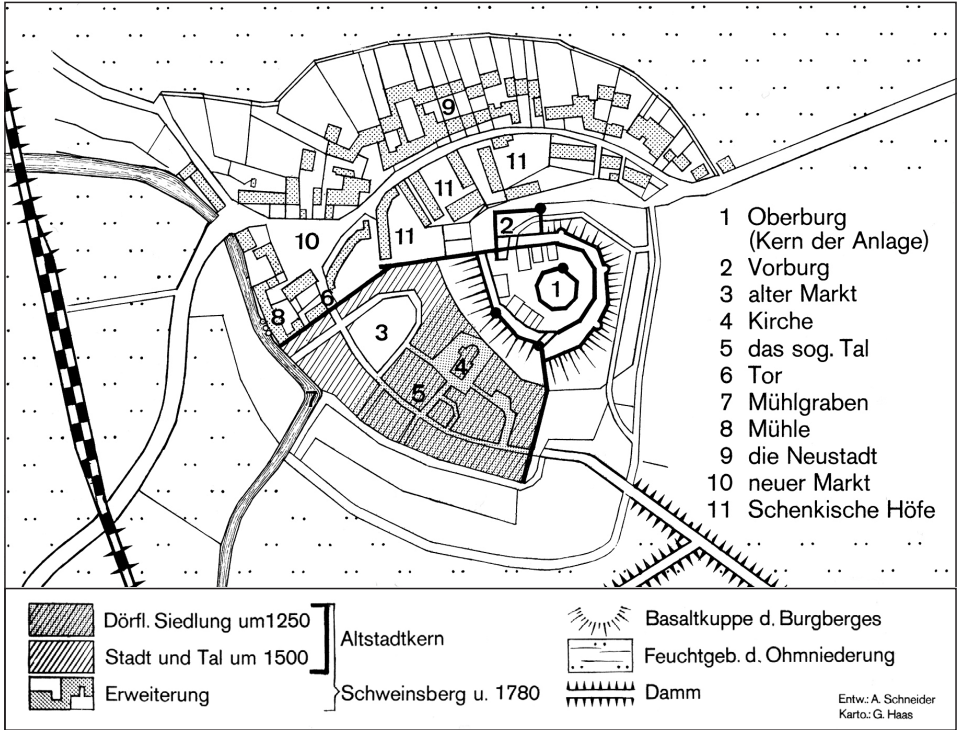 9
11
11
11
10
2
1
6
8
3
4
5
7
1 Oberburg
(Kern der Anlage)
2 Vorburg
3 alter Markt
4 Kirche
5 das sog. Tal
6 Tor
7 Mühlgraben
8 Mühle
9 die Neustadt
10 neuer Markt
11 Schenkische Höfe
Dörfl. Siedlung um 1250
Stadt und Tal um 1500
Erweiterung
Altstadtkern
Schweinsberg u. 1780
Basaltkuppe d. Burgberges
Feuchtgeb. d. Ohmniederung
Damm
Entw.: A. Schneider
Karto.: G. Haas